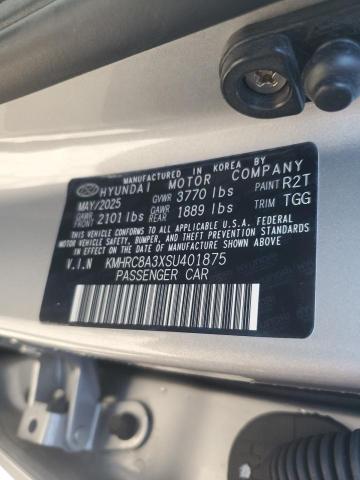 MANUFACTURED IN KOREA BY
HYUNDAI MOTOR COMPANY
MAY/2025 GVWR 3770 lbs PAINT R2T
GAWR FRONT 2101 lbs GAWR REAR 1889 lbs TRIM TGG
THIS VEHICLE CONFORMS TO ALL APPLICABLE U.S.A. FEDERAL MOTOR
VEHICLE SAFETY, BUMPER, AND THEFT PREVENTION STANDARDS IN
EFFECT ON THE DATE OF MANUFACTURE SHOWN ABOVE.
V.I.N KMHRC8A3XSU401875
PASSENGER CAR